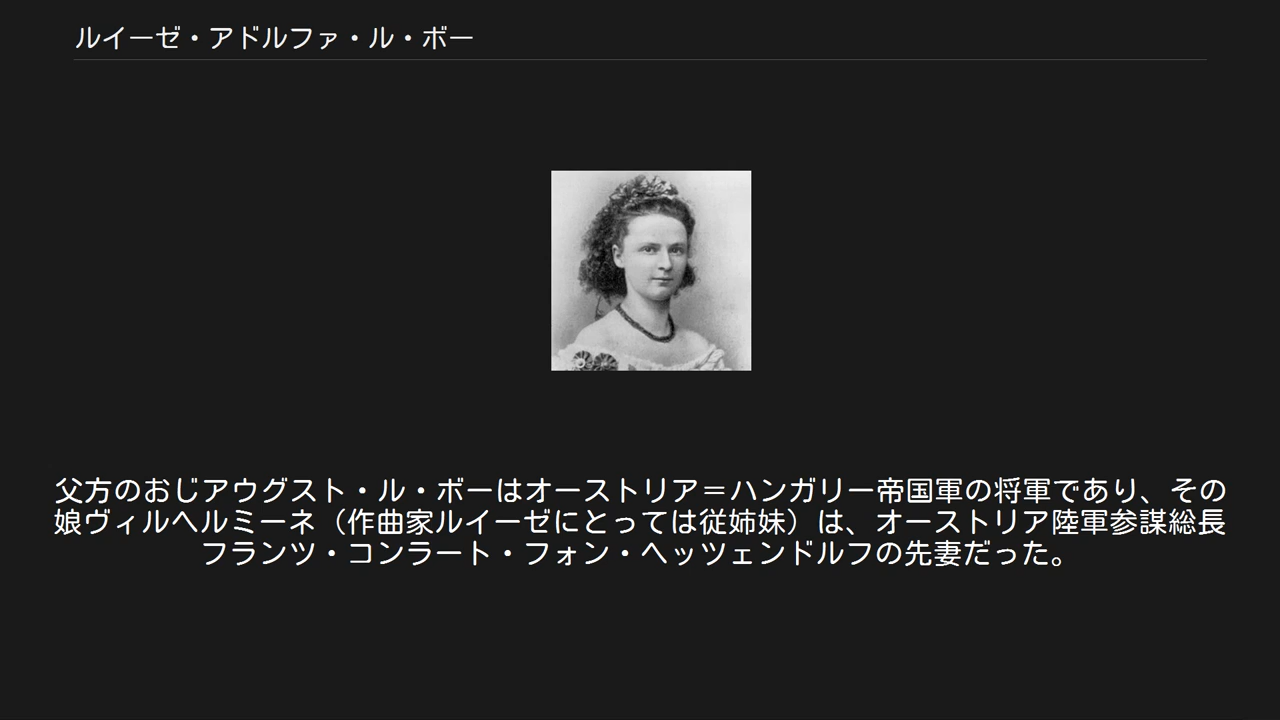 ルイーゼ・アドルファ・ル・ボー
父方のおじアウグスト・ル・ボーはオーストリア＝ハンガリー帝国軍の将軍であり、その
娘ヴィルヘルミーネ（作曲家ルイーゼにとっては従姉妹）は、オーストリア陸軍参謀総長
フランツ・コンラート・フォン・ヘッツェンドルフの先妻だった。